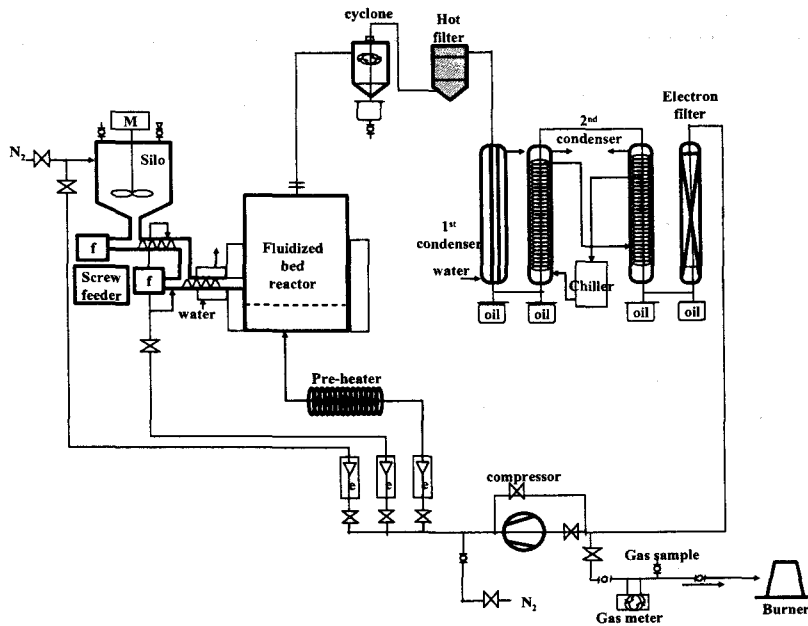 cyclone
Hot
filter
Electron
filter
2nd
condenser
M
N2
Silo
f
f
Screw
feeder
water
Fluidized
bed
reactor
1st
condenser
water
Chiller
oil
oil
oil
oil
Pre-heater
compressor
Gas sample
N2
Gas meter
Burner